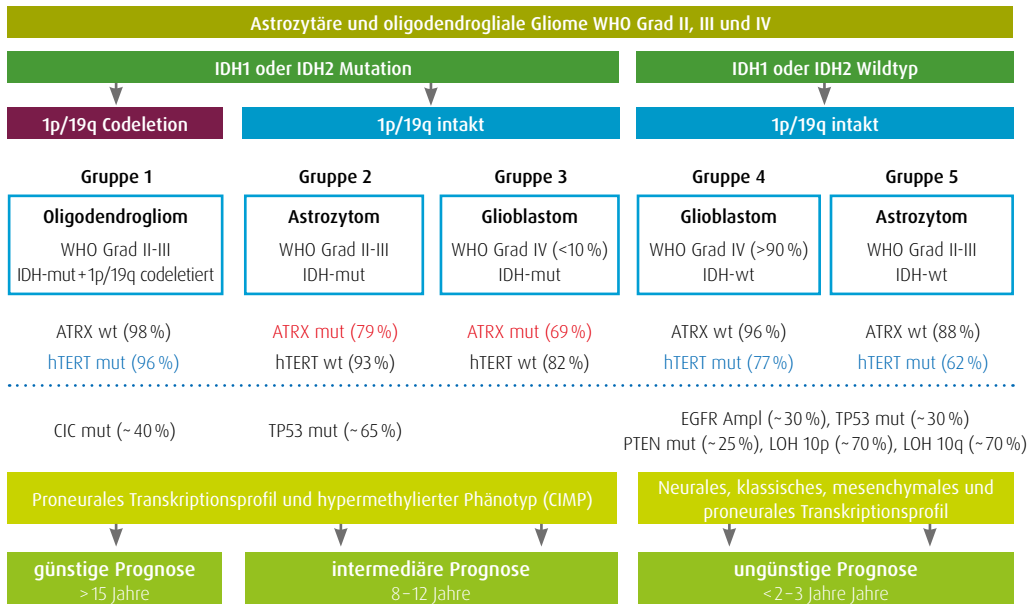 Astrozytäre und oligodendrogliale Gliome WHO Grad II, III und IV
IDH1 oder IDH2 Mutation
IDH1 oder IDH2 Wildtyp
1p/19q Codeletion
1p/19q intakt
1p/19q intakt
Gruppe 1
Gruppe 2
Gruppe 3
Gruppe 4
Gruppe 5
Oligodendrogliom
WHO Grad II-III
IDH-mut+1p/19q codeletiert
Astrozytom
WHO Grad II-III
IDH-mut
Glioblastom
WHO Grad IV (<10 %)
IDH-mut
Glioblastom
WHO Grad IV (>90 %)
IDH-wt
Astrozytom
WHO Grad II-III
IDH-wt
ATRX wt (98 %)
hTERT mut (96 %)
ATRX mut (79 %)
hTERT wt (93 %)
ATRX mut (69 %)
hTERT wt (82 %)
ATRX wt (96 %)
hTERT mut (77 %)
ATRX wt (88 %)
hTERT mut (62 %)
CIC mut (~40 %)
TP53 mut (~65 %)
EGFR Ampl (~30 %), TP53 mut (~30 %)
PTEN mut (~25 %), LOH 10p (~70 %), LOH 10q (~70 %)
Proneurales Transkriptionsprofil und hypermethylierter Phänotyp (CIMP)
Neurales, klassisches, mesenchymales und
proneurales Transkriptionsprofil
günstige Prognose
>15 Jahre
intermediäre Prognose
8–12 Jahre
ungünstige Prognose
<2–3 Jahre Jahre